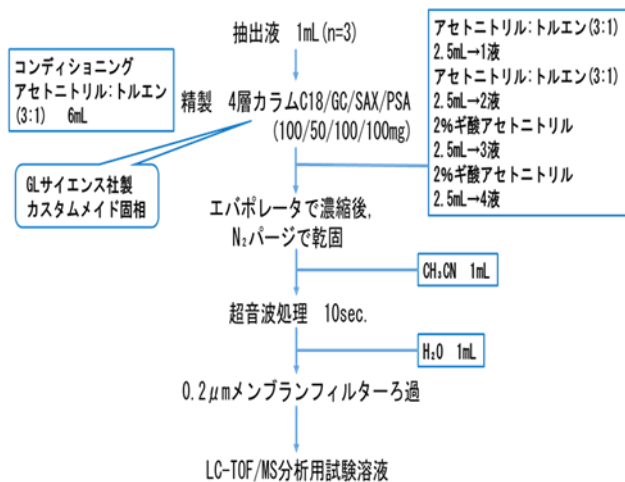 抽出液 1mL(n=3)
コンディショニング
アセトニトリル:トルエン
(3:1) 6mL
精製 4層カラムC18/GC/SAX/PSA
(100/50/100/100mg)
アセトニトリル:トルエン(3:1)
2.5mL→1液
アセトニトリル:トルエン(3:1)
2.5mL→2液
2%ギ酸アセトニトリル
2.5mL→3液
2%ギ酸アセトニトリル
2.5mL→4液
GLサイエンス社製
カスタムメイド固相
エバポレータで濃縮後,
N₂パージで乾固
CH₃CN 1mL
超音波処理 10sec.
H₂O 1mL
0.2μmメンブランフィルターろ過
LC-TOF/MS分析用試験溶液